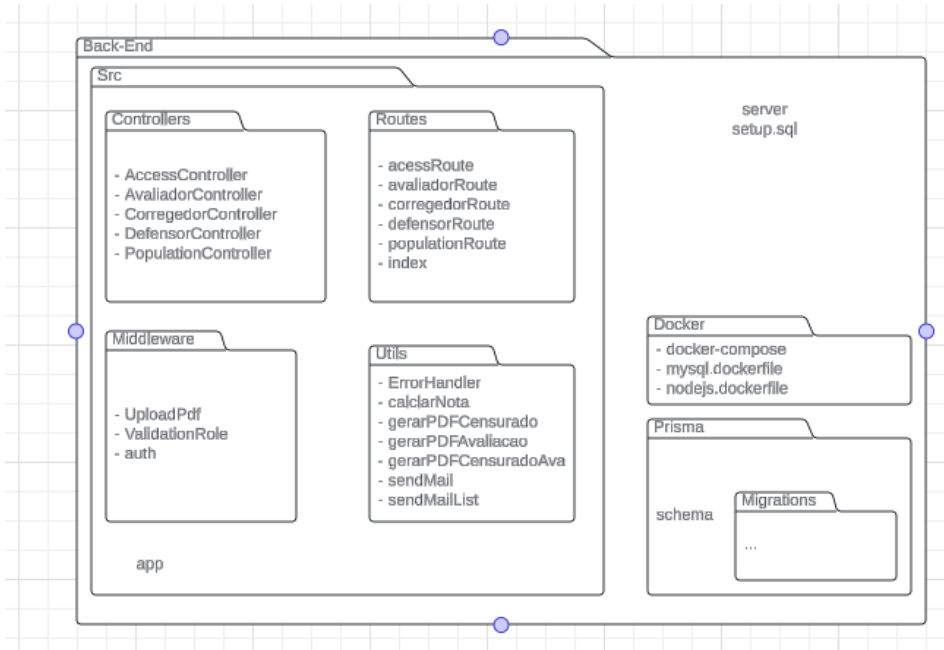 Back-End
Src
Controllers
- AccessController
- AvaliadorController
- CorregedorController
- DefensorController
- PopulationController
Routes
- acessRoute
- avaliadorRoute
- corregedorRoute
- defensorRoute
- populationRoute
- index
server
setup.sql
Middleware
- UploadPdf
- ValidationRole
- auth
Utils
- ErrorHandler
- calclarNota
- gerarPDFCensurado
- gerarPDFAvaliacao
- gerarPDFCensuradoAva
- sendMail
- sendMailList
app
Docker
- docker-compose
- mysql.dockerfile
- nodejs.dockerfile
Prisma
schema
Migrations
...